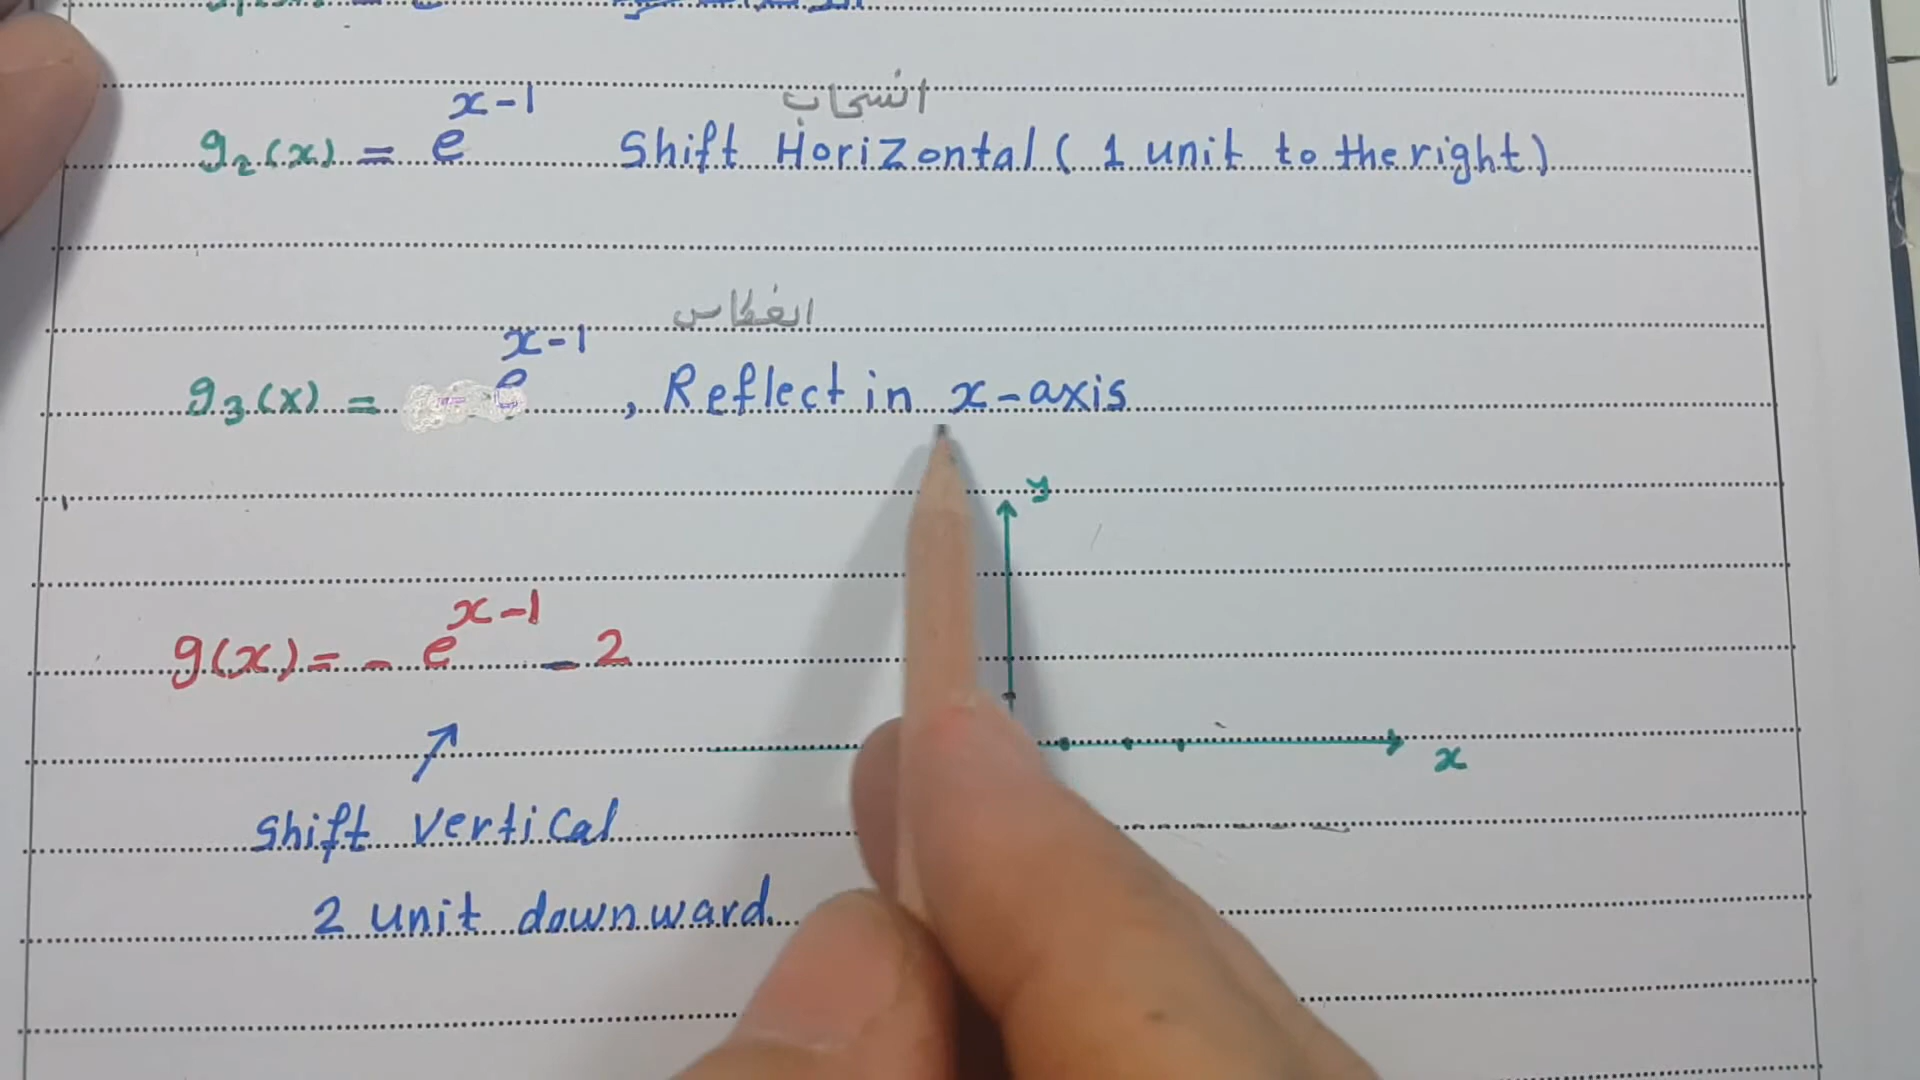 انسحاب
g₂(x) = e^(x-1) Shift Horizontal ( 1 unit to the right )
انعكاس
g₃(x) = - e^(x-1) , Reflect in x-axis
y
g(x) = - e^(x-1) - 2
x
Shift Vertical
2 unit downward.